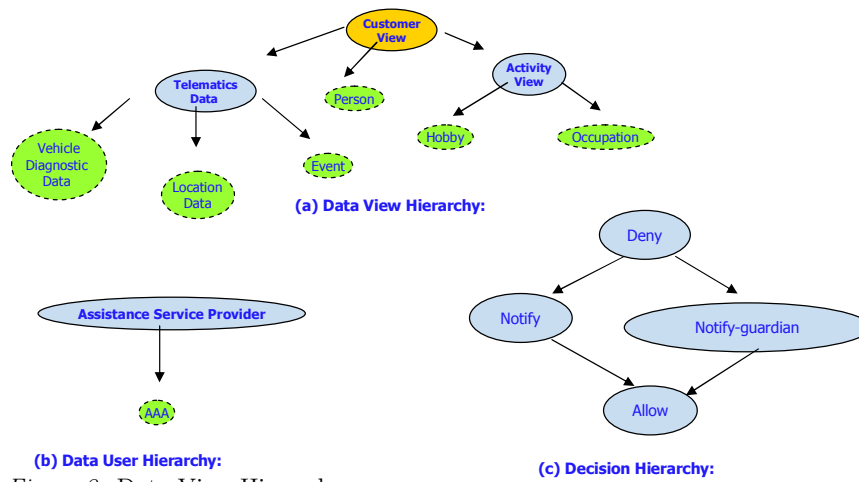 Customer
View
Telematics
Data
Activity
View
Person
Hobby
Occupation
Vehicle
Diagnostic
Data
Event
Location
Data
(a) Data View Hierarchy:
Deny
Assistance Service Provider
Notify
Notify-guardian
AAA
Allow
(b) Data User Hierarchy:
(c) Decision Hierarchy: